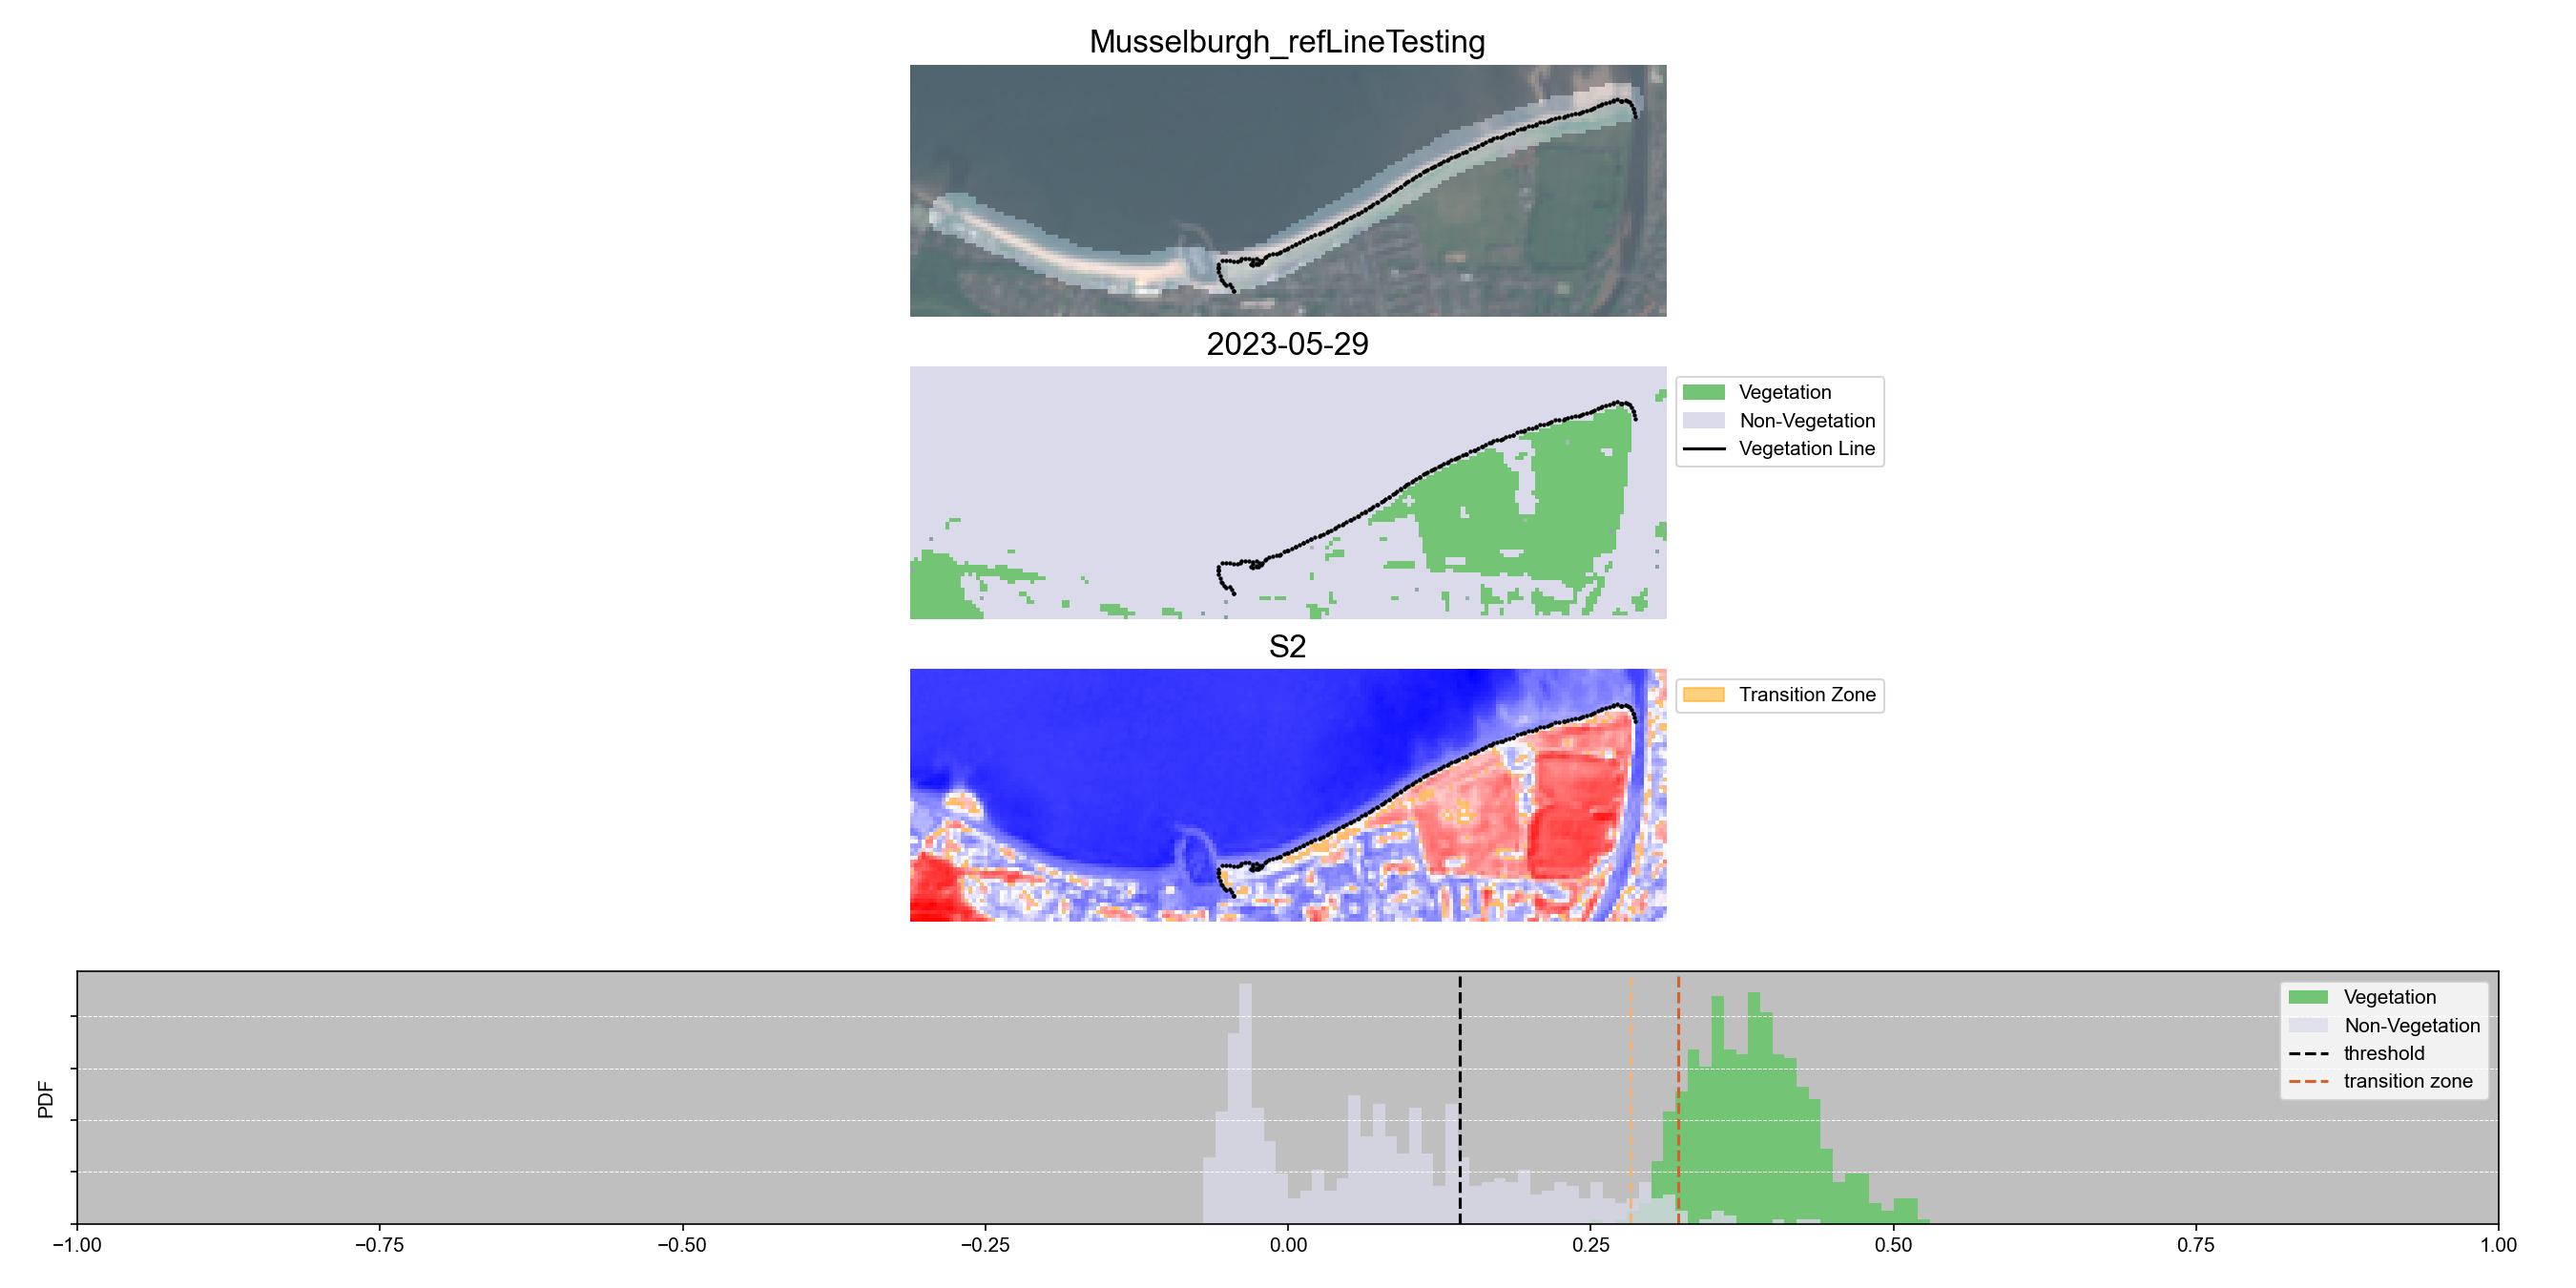 Musselburgh_refLineTesting
2023-05-29
Vegetation
Non-Vegetation
Vegetation Line
S2
Transition Zone
PDF
Vegetation
Non-Vegetation
threshold
transition zone
−1.00 −0.75 −0.50 −0.25 0.00 0.25 0.50 0.75 1.00